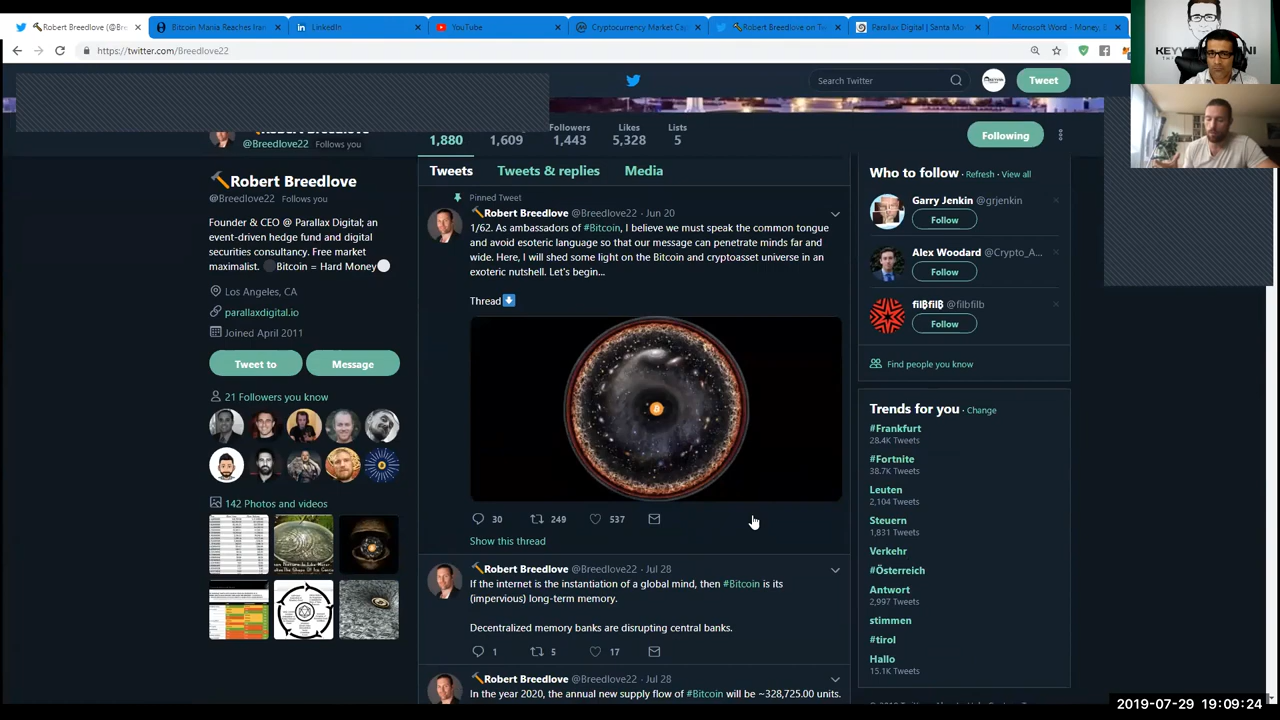 Robert Breedlove (@Bre
Bitcoin Mania Reaches Iran
LinkedIn
YouTube
Cryptocurrency Market Ca
Robert Breedlove on Tw
Parallax Digital | Santa Mo
Microsoft Word - Money, B
https://twitter.com/Breedlove22
Search Twitter
Tweet
Robert Breedlove
@Breedlove22 Follows you
1,880
1,609
Followers
1,443
Likes
5,328
Lists
5
Following
Robert Breedlove
@Breedlove22 Follows you
Founder & CEO @ Parallax Digital; an
event-driven hedge fund and digital
securities consultancy. Free market
maximalist. Bitcoin = Hard Money
Los Angeles, CA
parallaxdigital.io
Joined April 2011
Tweet to
Message
21 Followers you know
142 Photos and videos
Tweets
Tweets & replies
Media
Pinned Tweet
Robert Breedlove @Breedlove22 · Jun 20
1/62. As ambassadors of #Bitcoin, I believe we must speak the common tongue
and avoid esoteric language so that our message can penetrate minds far and
wide. Here, I will shed some light on the Bitcoin and cryptoasset universe in an
exoteric nutshell. Let's begin...
Thread
30
243
537
Show this thread
Robert Breedlove @Breedlove22 · Jul 28
If the internet is the instantiation of a global mind, then #Bitcoin is its
(impervious) long-term memory.
Decentralized memory banks are disrupting central banks.
1
5
17
Robert Breedlove @Breedlove22 · Jul 28
In the year 2020, the annual new supply flow of #Bitcoin will be ~328,725.00 units.
Who to follow · Refresh · View all
Garry Jenkin @grjenkin
Follow
Alex Woodard @Crypto_A...
Follow
filβfilβ @filbfilb
Follow
Find people you know
Trends for you · Change
#Frankfurt
28.4K Tweets
#Fortnite
38.7K Tweets
Leuten
2,104 Tweets
Steuern
1,831 Tweets
Verkehr
#Österreich
Antwort
2,997 Tweets
stimmen
#tirol
Hallo
15.1K Tweets
2019-07-29 19:09:24